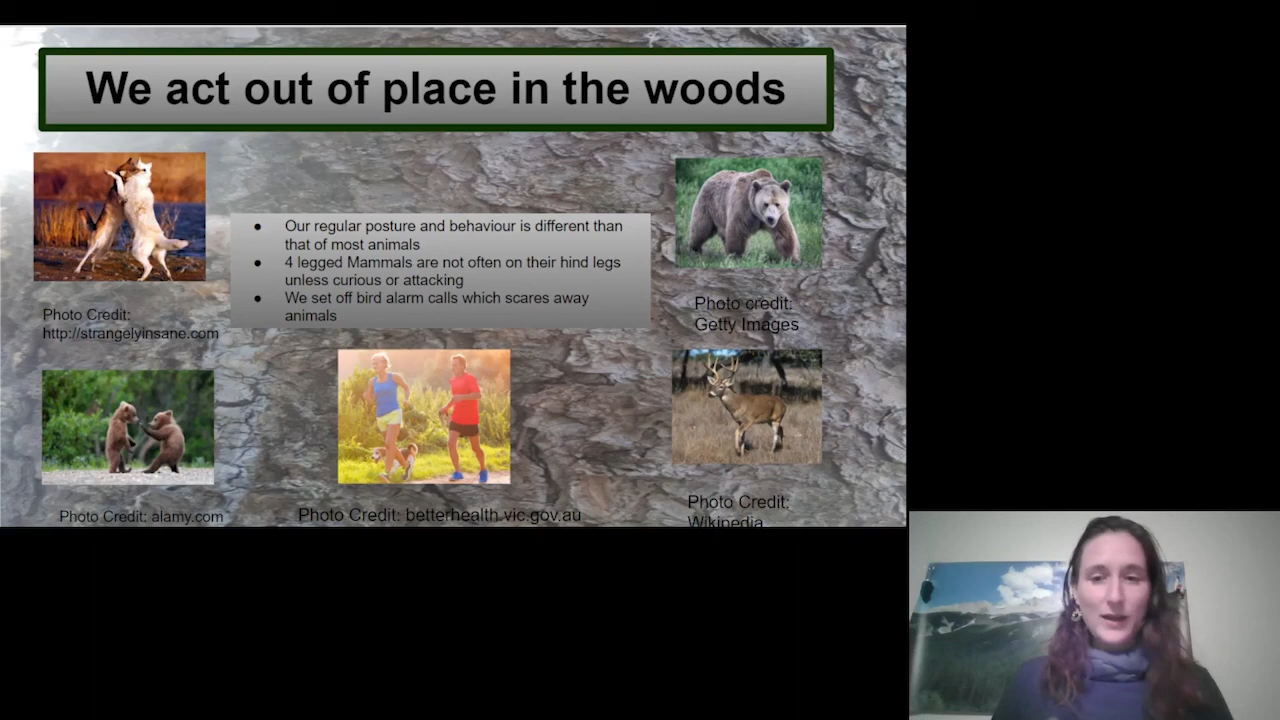 We act out of place in the woods
● Our regular posture and behaviour is different than
that of most animals
● 4 legged Mammals are not often on their hind legs
unless curious or attacking
● We set off bird alarm calls which scares away
animals
Photo Credit:
http://strangelyinsane.com
Photo credit:
Getty Images
Photo Credit: alamy.com
Photo Credit: betterhealth.vic.gov.au
Photo Credit:
Wikipedia